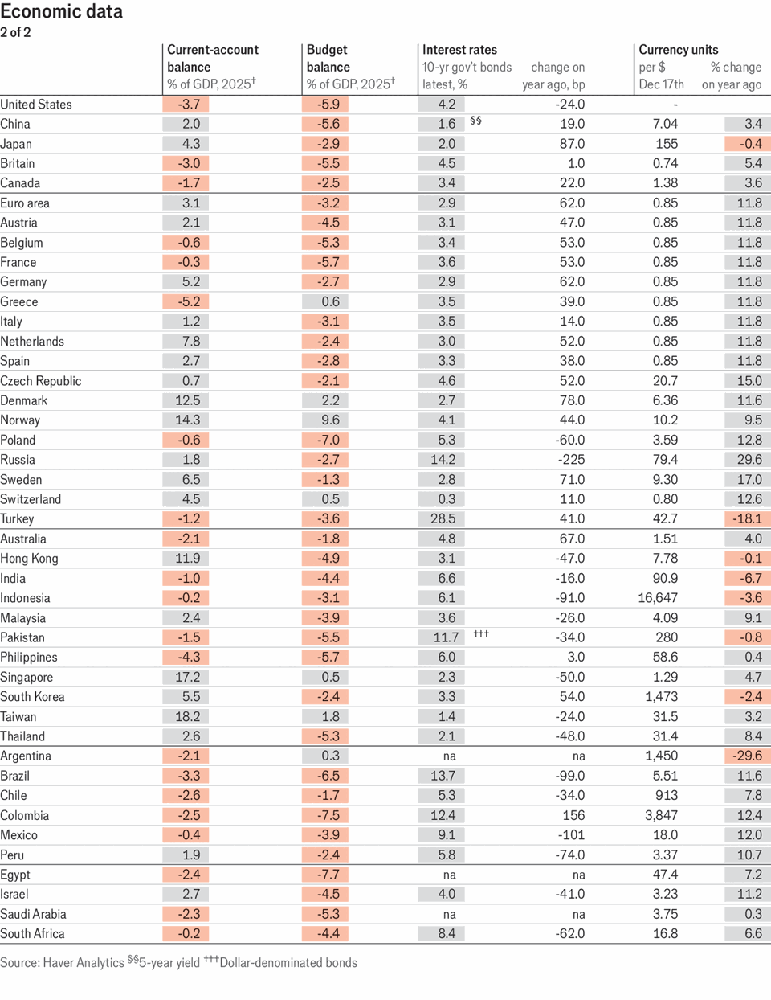 Economic data
2 of 2
Current-account Budget Interest rates Currency units
balance balance 10-yr gov't bonds change on per $ % change
% of GDP, 2025† % of GDP, 2025† latest, % year ago, bp Dec 17th on year ago
United States -3.7 -5.9 4.2 -24.0 -
China 2.0 -5.6 1.6 §§ 19.0 7.04 3.4
Japan 4.3 -2.9 2.0 87.0 155 -0.4
Britain -3.0 -5.5 4.5 1.0 0.74 5.4
Canada -1.7 -2.5 3.4 22.0 1.38 3.6
Euro area 3.1 -3.2 2.9 62.0 0.85 11.8
Austria 2.1 -4.5 3.1 47.0 0.85 11.8
Belgium -0.6 -5.3 3.4 53.0 0.85 11.8
France -0.3 -5.7 3.6 53.0 0.85 11.8
Germany 5.2 -2.7 2.9 62.0 0.85 11.8
Greece -5.2 0.6 3.5 39.0 0.85 11.8
Italy 1.2 -3.1 3.5 14.0 0.85 11.8
Netherlands 7.8 -2.4 3.0 52.0 0.85 11.8
Spain 2.7 -2.8 3.3 38.0 0.85 11.8
Czech Republic 0.7 -2.1 4.6 52.0 20.7 15.0
Denmark 12.5 2.2 2.7 78.0 6.36 11.6
Norway 14.3 9.6 4.1 44.0 10.2 9.5
Poland -0.6 -7.0 5.3 -60.0 3.59 12.8
Russia 1.8 -2.7 14.2 -225 79.4 29.6
Sweden 6.5 -1.3 2.8 71.0 9.30 17.0
Switzerland 4.5 0.5 0.3 11.0 0.80 12.6
Turkey -1.2 -3.6 28.5 41.0 42.7 -18.1
Australia -2.1 -1.8 4.8 67.0 1.51 4.0
Hong Kong 11.9 -4.9 3.1 -47.0 7.78 -0.1
India -1.0 -4.4 6.6 -16.0 90.9 -6.7
Indonesia -0.2 -3.1 6.1 -91.0 16,647 -3.6
Malaysia 2.4 -3.9 3.6 -26.0 4.09 9.1
Pakistan -1.5 -5.5 11.7 ††† -34.0 280 -0.8
Philippines -4.3 -5.7 6.0 3.0 58.6 0.4
Singapore 17.2 0.5 2.3 -50.0 1.29 4.7
South Korea 5.5 -2.4 3.3 54.0 1,473 -2.4
Taiwan 18.2 1.8 1.4 -24.0 31.5 3.2
Thailand 2.6 -5.3 2.1 -48.0 31.4 8.4
Argentina -2.1 0.3 na na 1,450 -29.6
Brazil -3.3 -6.5 13.7 -99.0 5.51 11.6
Chile -2.6 -1.7 5.3 -34.0 913 7.8
Colombia -2.5 -7.5 12.4 156 3,847 12.4
Mexico -0.4 -3.9 9.1 -101 18.0 12.0
Peru 1.9 -2.4 5.8 -74.0 3.37 10.7
Egypt -2.4 -7.7 na na 47.4 7.2
Israel 2.7 -4.5 4.0 -41.0 3.23 11.2
Saudi Arabia -2.3 -5.3 na na 3.75 0.3
South Africa -0.2 -4.4 8.4 -62.0 16.8 6.6
Source: Haver Analytics §§5-year yield †††Dollar-denominated bonds